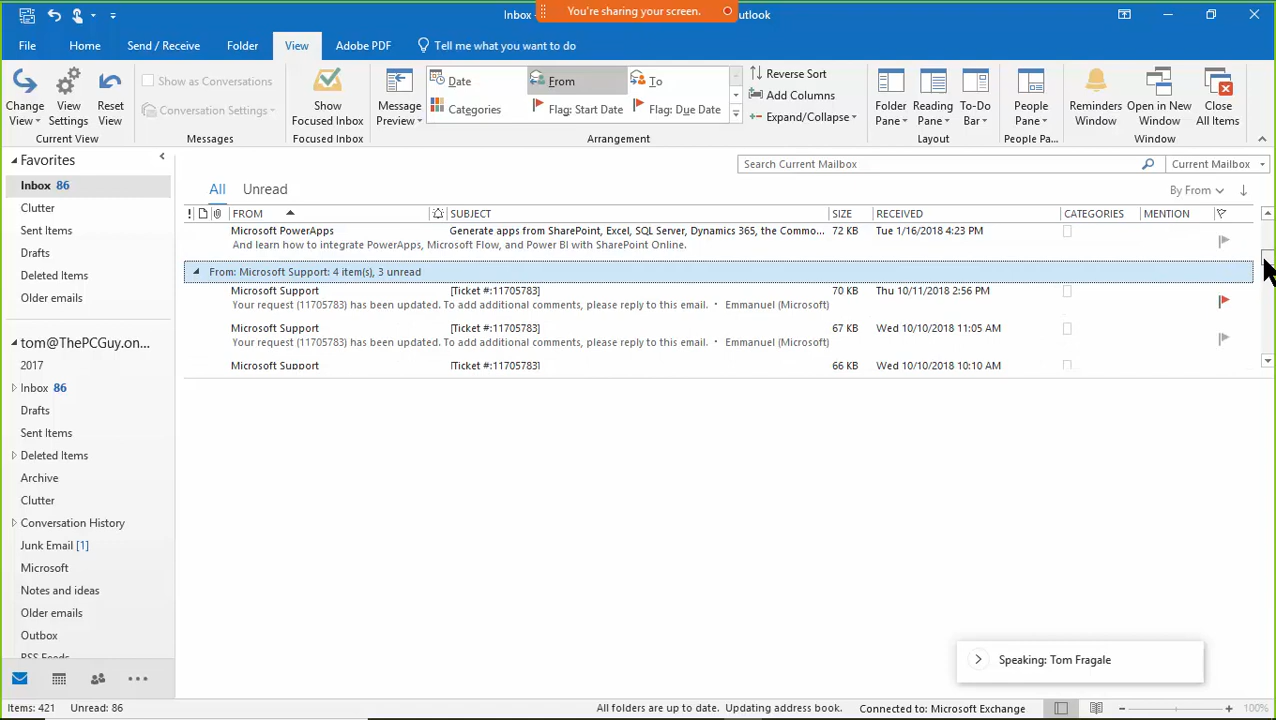 Inbox - You're sharing your screen. utlook
File Home Send / Receive Folder View Adobe PDF Tell me what you want to do
Change View View Settings Reset View
Current View
Show as Conversations
Conversation Settings
Messages
Show Focused Inbox
Focused Inbox
Message Preview
Date From To
Categories Flag: Start Date Flag: Due Date
Reverse Sort
Add Columns
Expand/Collapse
Arrangement
Folder Pane Reading Pane To-Do Bar
Layout
People Pane
People Pa...
Reminders Window Open in New Window Close All Items
Window
Favorites
Inbox 86
Clutter
Sent Items
Drafts
Deleted Items
Older emails
tom@ThePCGuy.on...
2017
Inbox 86
Drafts
Sent Items
Deleted Items
Archive
Clutter
Conversation History
Junk Email [1]
Microsoft
Notes and ideas
Older emails
Outbox
RSS Feeds
Search Current Mailbox Current Mailbox
All Unread By From
! FROM SUBJECT SIZE RECEIVED CATEGORIES MENTION
Microsoft PowerApps Generate apps from SharePoint, Excel, SQL Server, Dynamics 365, the Commo... 72 KB Tue 1/16/2018 4:23 PM
And learn how to integrate PowerApps, Microsoft Flow, and Power BI with SharePoint Online.
From: Microsoft Support: 4 item(s), 3 unread
Microsoft Support [Ticket #:11705783] 70 KB Thu 10/11/2018 2:56 PM
Your request (11705783) has been updated. To add additional comments, please reply to this email. • Emmanuel (Microsoft)
Microsoft Support [Ticket #:11705783] 67 KB Wed 10/10/2018 11:05 AM
Your request (11705783) has been updated. To add additional comments, please reply to this email. • Emmanuel (Microsoft)
Microsoft Support [Ticket #:11705783] 66 KB Wed 10/10/2018 10:10 AM
Speaking: Tom Fragale
Items: 421 Unread: 86 All folders are up to date. Updating address book. Connected to: Microsoft Exchange 100%